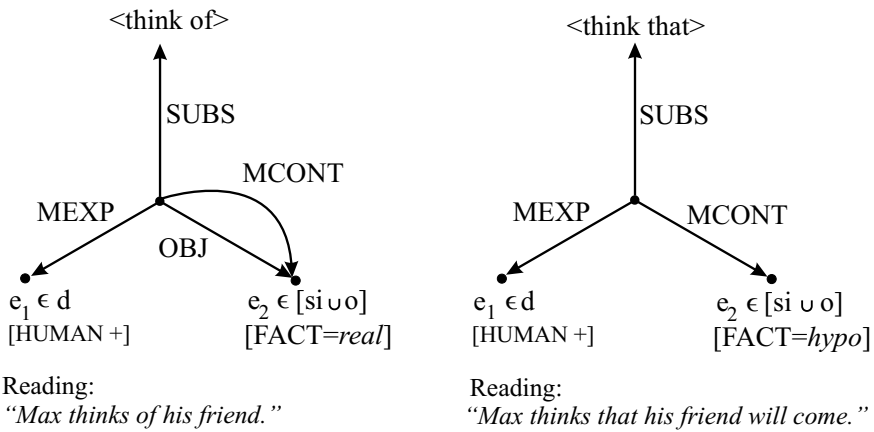 <think of>
SUBS
MCONT
MEXP
OBJ
e₁ ϵ d
[HUMAN +]
e₂ ϵ [si ∪ o]
[FACT=real]
Reading:
“Max thinks of his friend.”
<think that>
SUBS
MEXP
MCONT
e₁ ϵ d
[HUMAN +]
e₂ ϵ [si ∪ o]
[FACT=hypo]
Reading:
“Max thinks that his friend will come.”